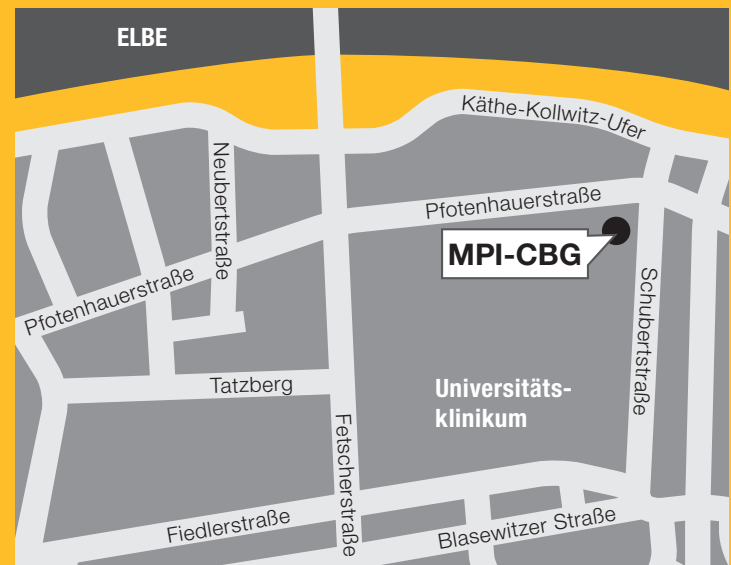 ELBE
Käthe-Kollwitz-Ufer
Neubertstraße
Pfotenhauerstraße
MPI-CBG
Pfotenhauerstraße
Schubertstraße
Tatzberg
Universitäts-
klinikum
Fetscherstraße
Fiedlerstraße
Blasewitzer Straße